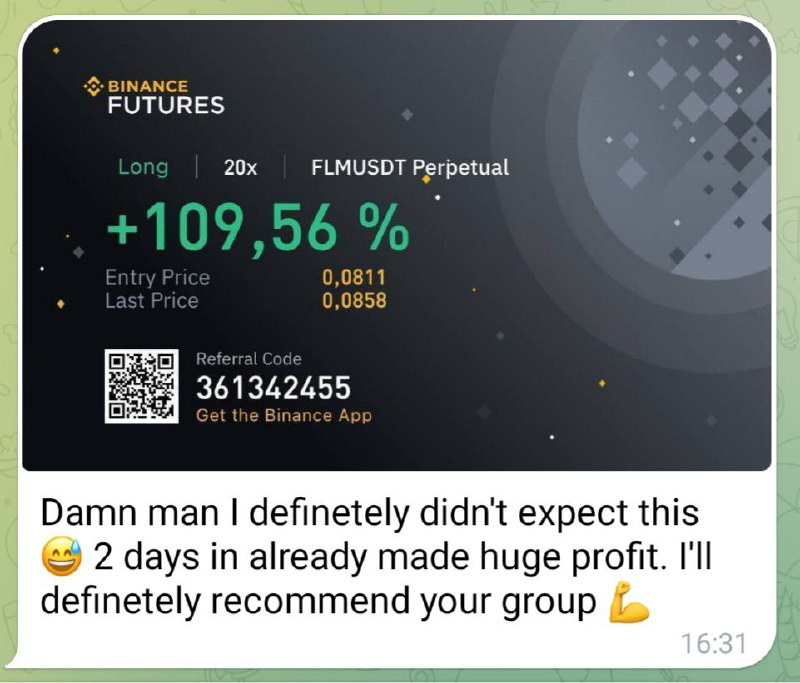 BINANCE
FUTURES
Long | 20x | FLMUSDT Perpetual
+109,56 %
Entry Price 0,0811
Last Price 0,0858
Referral Code
361342455
Get the Binance App
Damn man I definetely didn't expect this
😅 2 days in already made huge profit. I'll
definetely recommend your group 💪
16:31